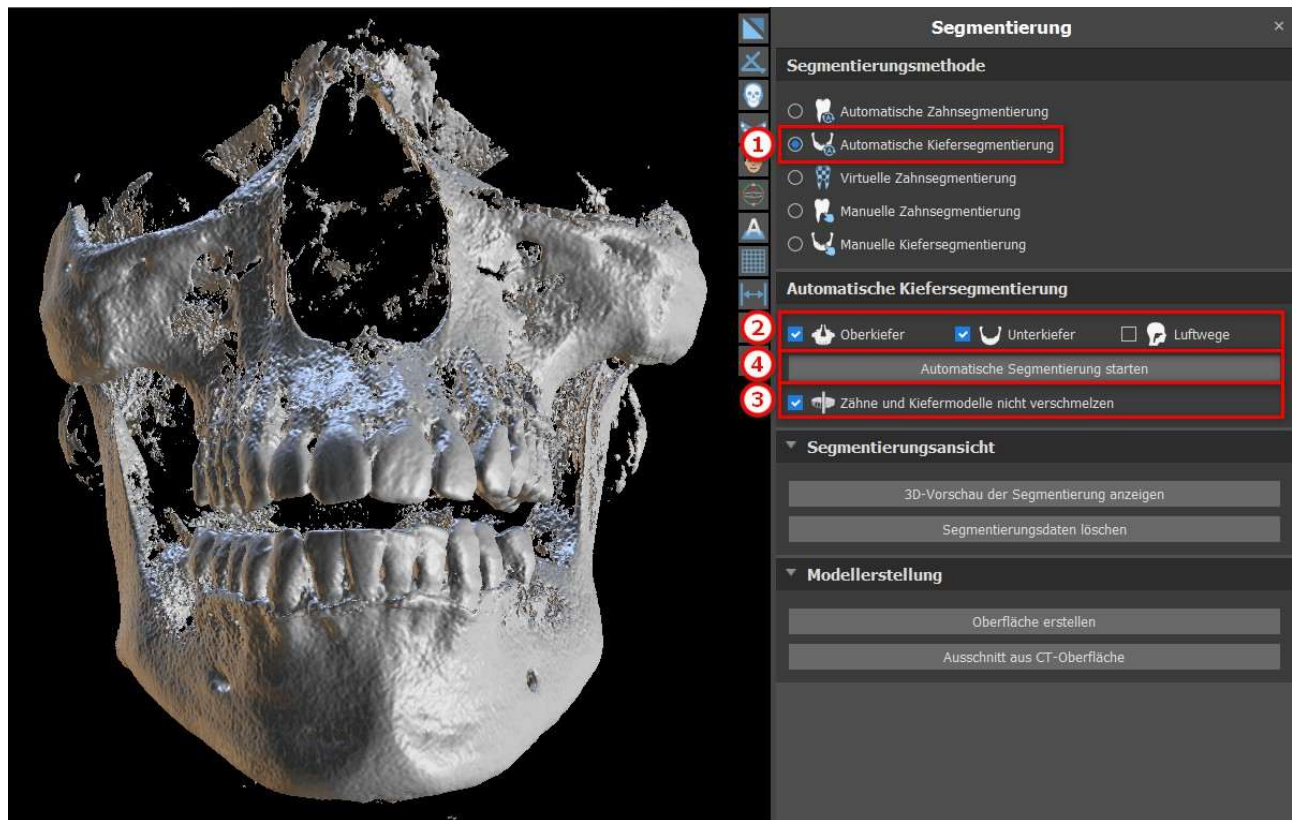 Segmentierung ×
Segmentierungsmethode
Automatische Zahnsegmentierung
1 Automatische Kiefersegmentierung
Virtuelle Zahnsegmentierung
Manuelle Zahnsegmentierung
Manuelle Kiefersegmentierung
Automatische Kiefersegmentierung
2 Oberkiefer Unterkiefer Luftwege
4 Automatische Segmentierung starten
3 Zähne und Kiefermodelle nicht verschmelzen
Segmentierungsansicht
3D-Vorschau der Segmentierung anzeigen
Segmentierungsdaten löschen
Modellerstellung
Oberfläche erstellen
Ausschnitt aus CT-Oberfläche